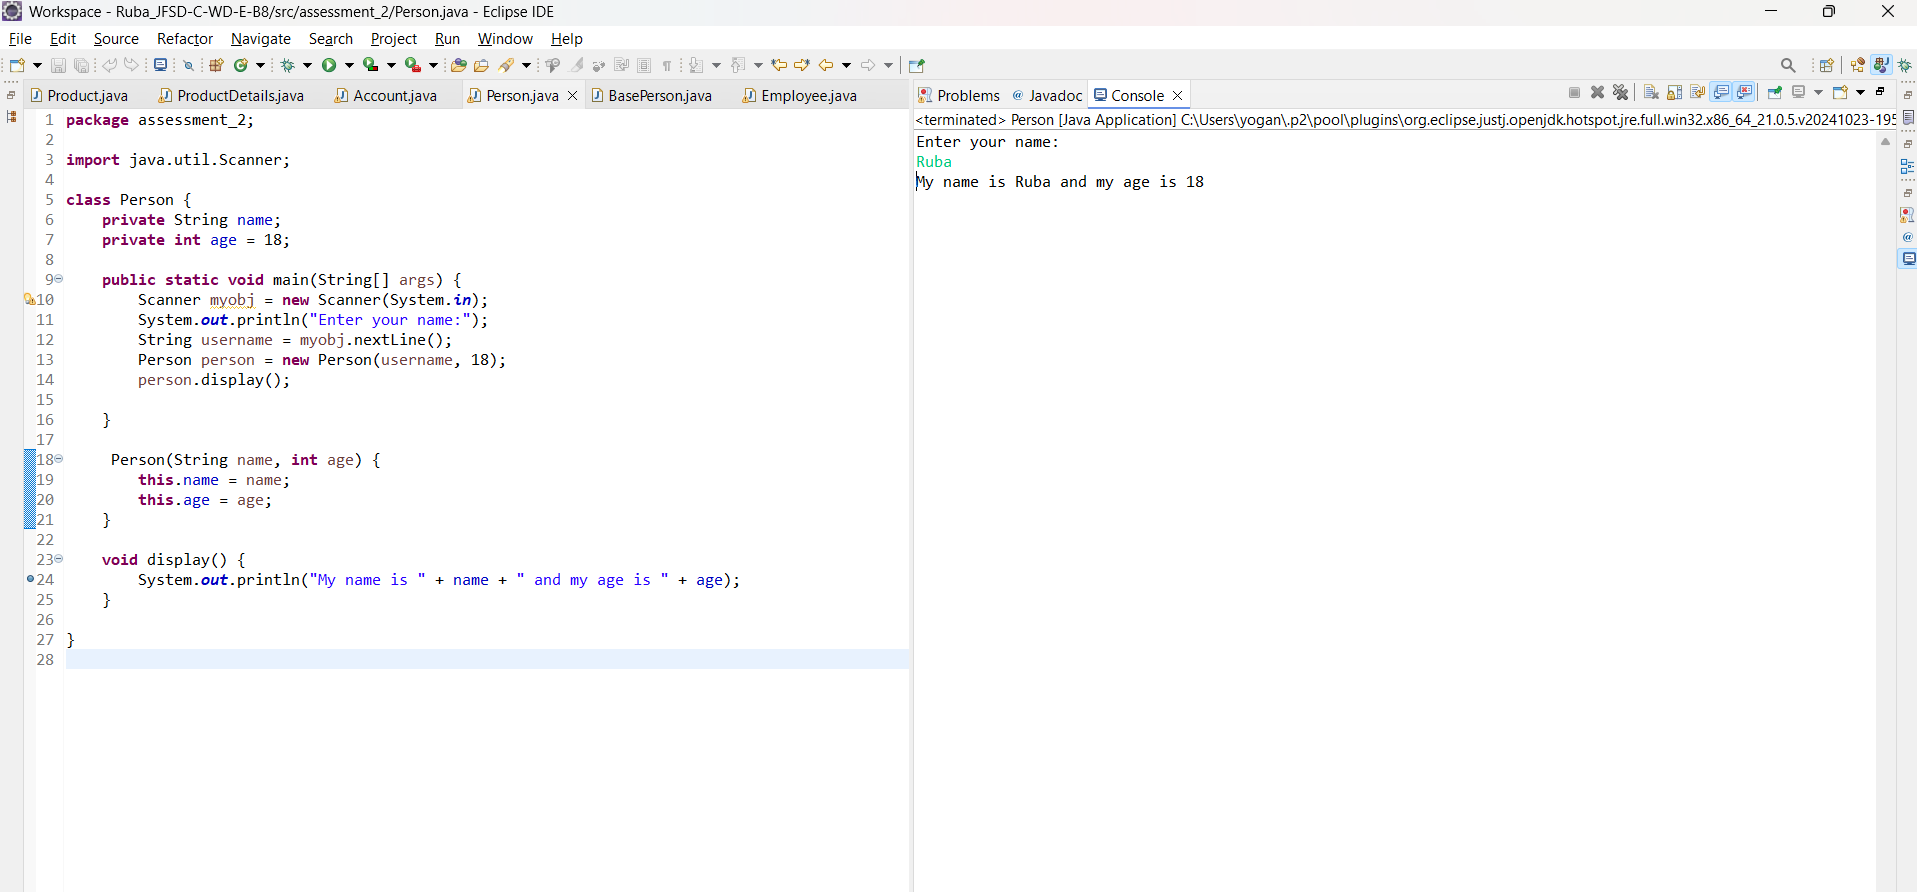 Workspace - Ruba_JFSD-C-WD-E-B8/src/assessment_2/Person.java - Eclipse IDE
File Edit Source Refactor Navigate Search Project Run Window Help
Product.java ProductDetails.java Account.java Person.java BasePerson.java Employee.java
1 package assessment_2;
2
3 import java.util.Scanner;
4
5 class Person {
6 private String name;
7 private int age = 18;
8
9 public static void main(String[] args) {
10 Scanner myobj = new Scanner(System.in);
11 System.out.println("Enter your name:");
12 String username = myobj.nextLine();
13 Person person = new Person(username, 18);
14 person.display();
15
16 }
17
18 Person(String name, int age) {
19 this.name = name;
20 this.age = age;
21 }
22
23 void display() {
24 System.out.println("My name is " + name + " and my age is " + age);
25 }
26
27 }
28
Problems @ Javadoc Console
<terminated> Person [Java Application] C:\Users\yogan\.p2\pool\plugins\org.eclipse.justj.openjdk.hotspot.jre.full.win32.x86_64_21.0.5.v20241023-195
Enter your name:
Ruba
My name is Ruba and my age is 18